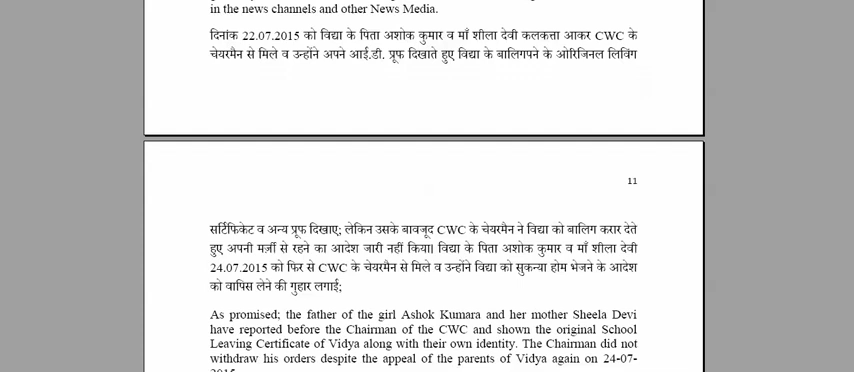 in the news channels and other News Media.
दिनांक 22.07.2015 को विद्या के पिता अशोक कुमार व माँ शीला देवी कलकत्ता आकर CWC के
चेयरमैन से मिले व उन्होंने अपने आई.डी. प्रूफ दिखाते हुए विद्या के बालिगपने के ओरिजिनल लिविंग
11
सर्टिफिकेट व अन्य प्रूफ दिखाए; लेकिन उसके बावजूद CWC के चेयरमैन ने विद्या को बालिग करार देते
हुए अपनी मर्ज़ी से रहने का आदेश जारी नहीं किया। विद्या के पिता अशोक कुमार व माँ शीला देवी
24.07.2015 को फिर से CWC के चेयरमैन से मिले व उन्होंने विद्या को सुकन्या होम भेजने के आदेश
को वापिस लेने की गुहार लगाई;
As promised; the father of the girl Ashok Kumara and her mother Sheela Devi
have reported before the Chairman of the CWC and shown the original School
Leaving Certificate of Vidya along with their own identity. The Chairman did not
withdraw his orders despite the appeal of the parents of Vidya again on 24-07-